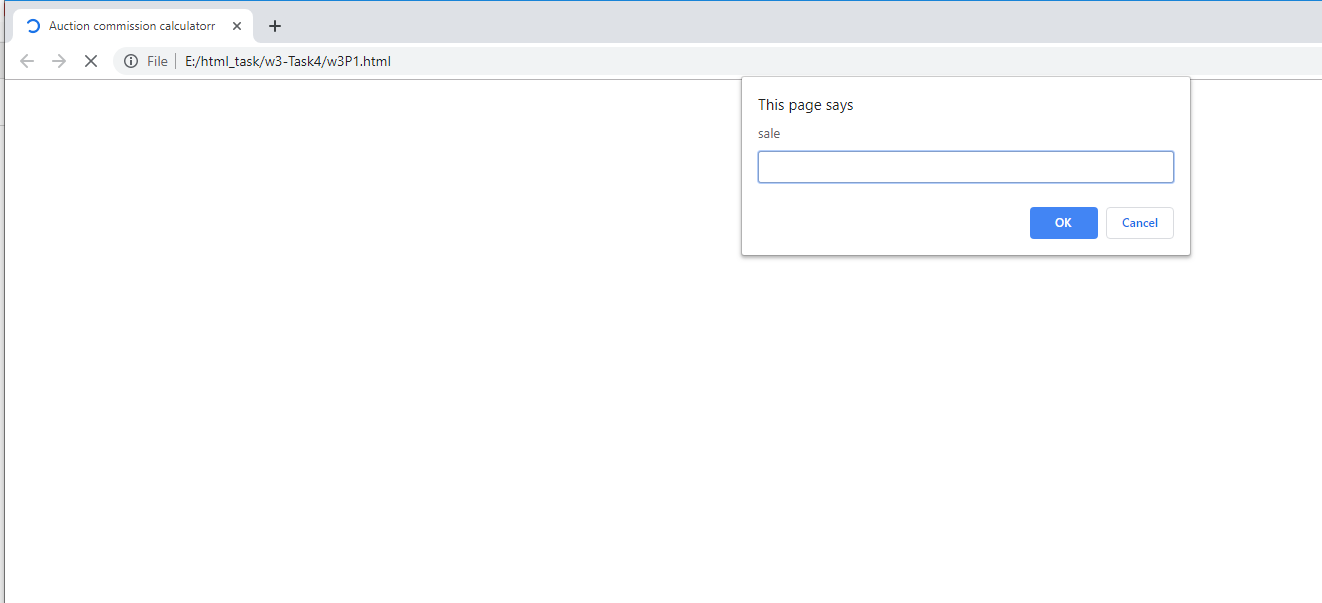 Auction commission calculatorr
File E:/html_task/w3-Task4/w3P1.html
This page says
sale
OK Cancel